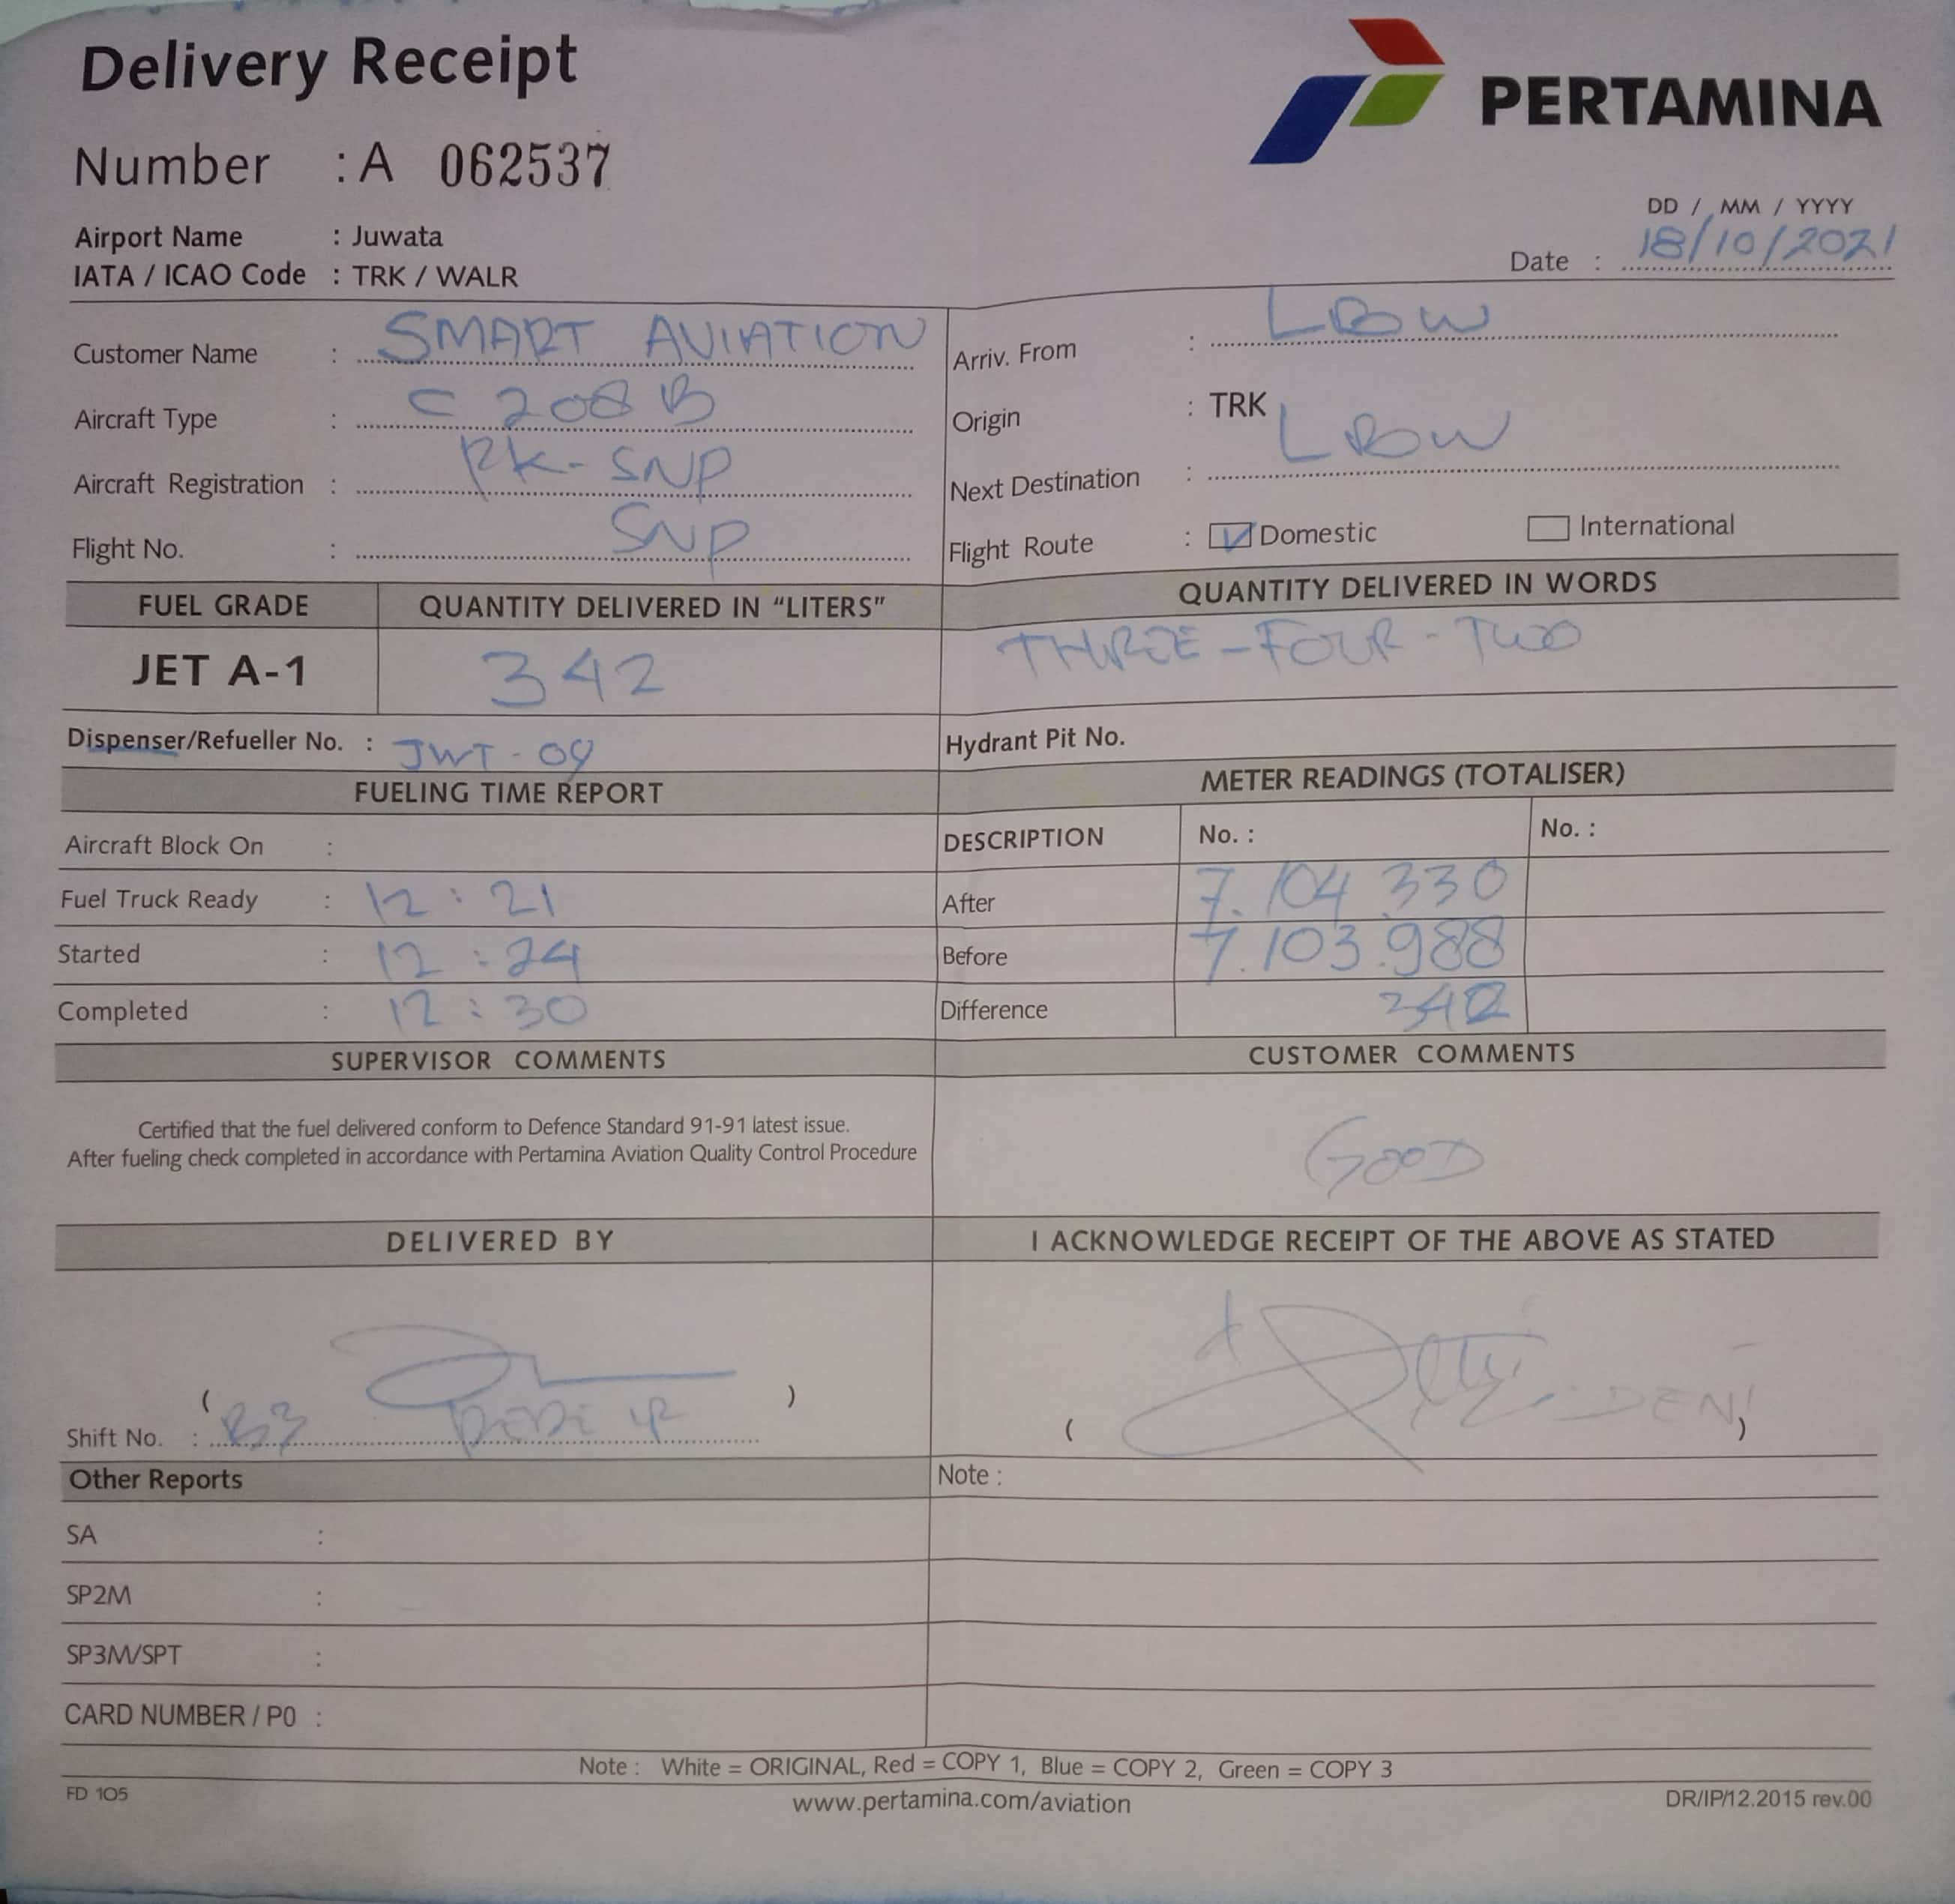 Delivery Receipt
PERTAMINA
Number : A 062537
Airport Name : Juwata
IATA / ICAO Code : TRK / WALR
DD / MM / YYYY
Date : 18/10/2021
Customer Name : SMART AVIATION
Aircraft Type : C 208 B
Aircraft Registration : PK-SNP
Flight No. : SNP
Arriv. From : LBW
Origin : TRK
Next Destination : LBW
Flight Route : Domestic International
FUEL GRADE QUANTITY DELIVERED IN "LITERS" QUANTITY DELIVERED IN WORDS
JET A-1 342 THREE - FOUR - TWO
Dispenser/Refueller No. : JWT - 09 Hydrant Pit No.
FUELING TIME REPORT
Aircraft Block On :
Fuel Truck Ready : 12 : 21
Started : 12 : 24
Completed : 12 : 30
METER READINGS (TOTALISER)
DESCRIPTION No. : No. :
After 7.104.330
Before 7.103.988
Difference 342
SUPERVISOR COMMENTS
Certified that the fuel delivered conform to Defence Standard 91-91 latest issue.
After fueling check completed in accordance with Pertamina Aviation Quality Control Procedure
CUSTOMER COMMENTS
GOOD
DELIVERED BY
( )
Shift No. : B3
I ACKNOWLEDGE RECEIPT OF THE ABOVE AS STATED
( DENI )
Other Reports Note :
SA :
SP2M :
SP3M/SPT :
CARD NUMBER / P0 :
Note : White = ORIGINAL, Red = COPY 1, Blue = COPY 2, Green = COPY 3
FD 105 www.pertamina.com/aviation DR/IP/12.2015 rev.00